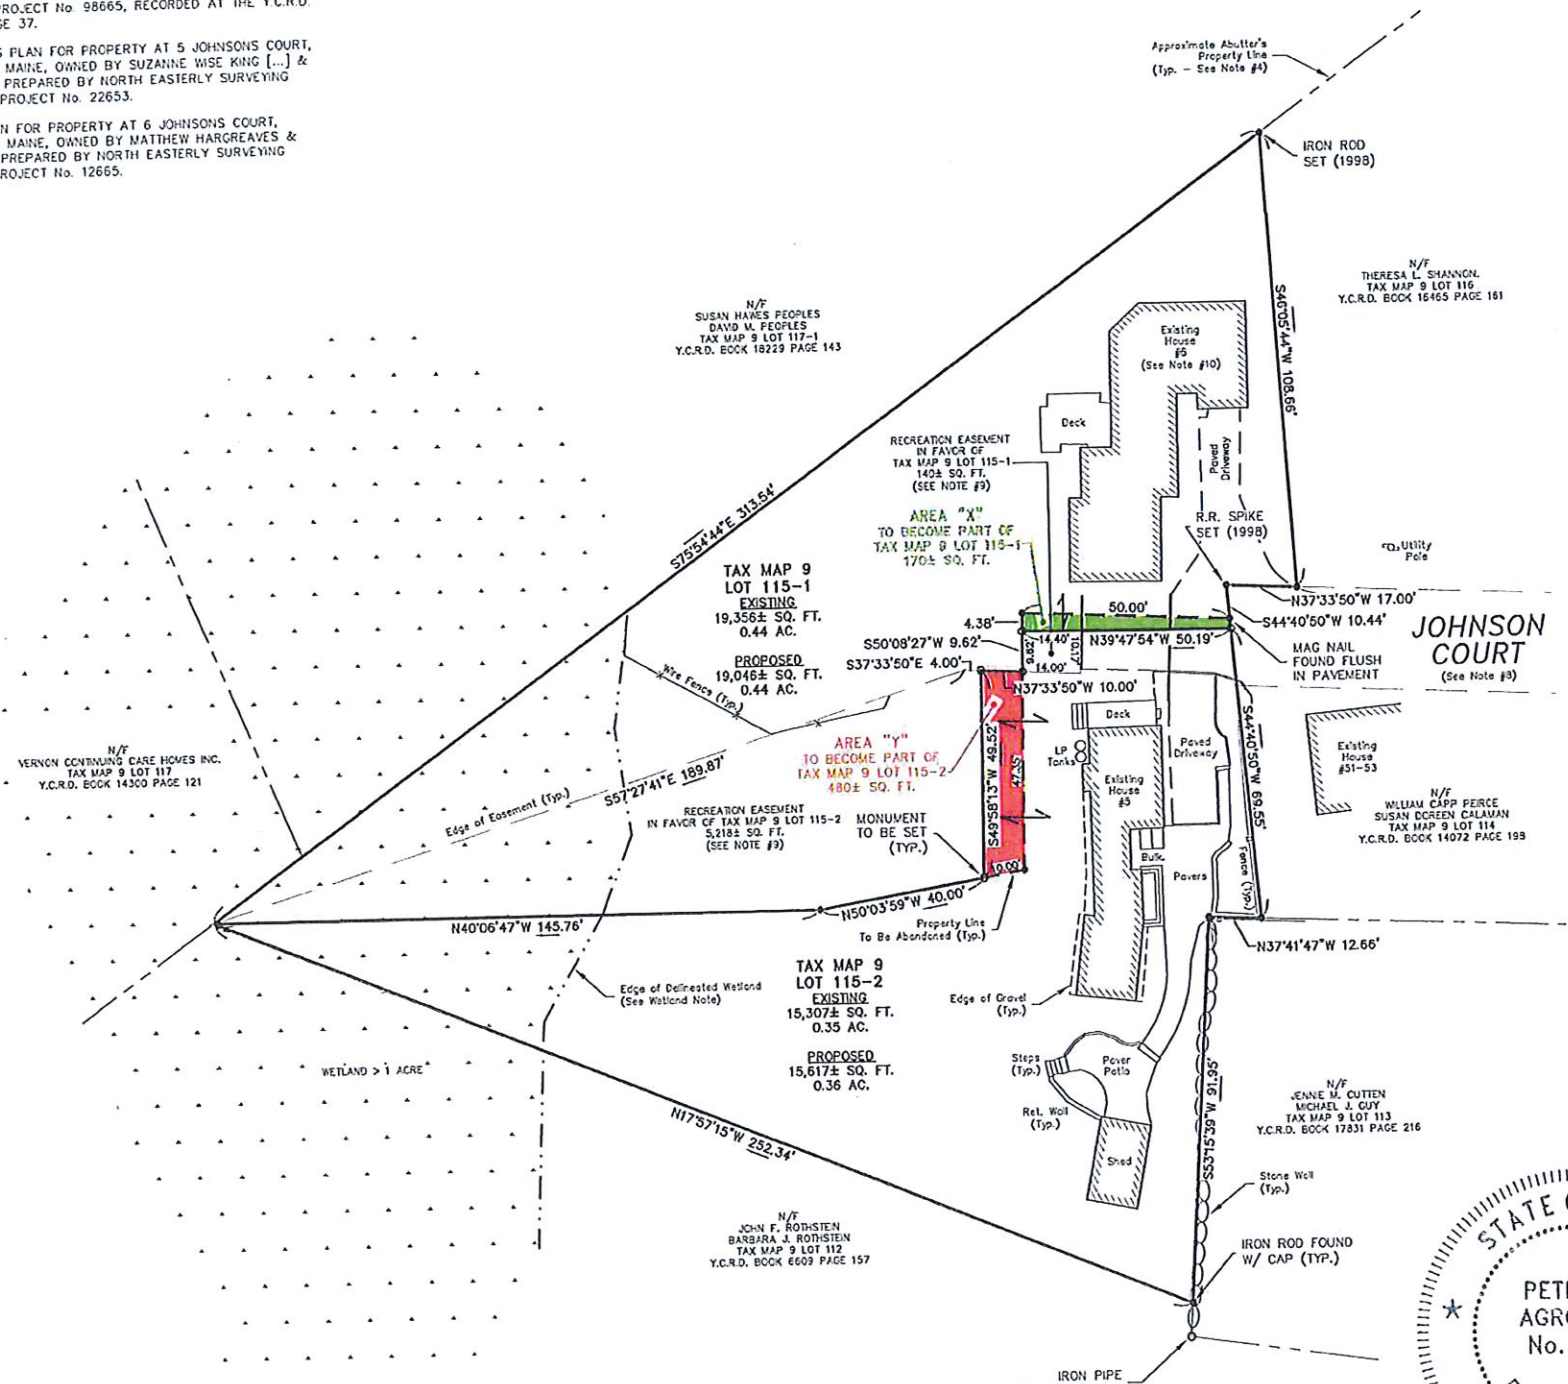 PROJECT No. 98665, RECORDED AT THE Y.C.R.D.
GE 37.
S PLAN FOR PROPERTY AT 5 JOHNSONS COURT,
MAINE, OWNED BY SUZANNE WISE KING [...] &
PREPARED BY NORTH EASTERLY SURVEYING
PROJECT No. 22653.
N FOR PROPERTY AT 6 JOHNSONS COURT,
MAINE, OWNED BY MATTHEW HARGREAVES &
PREPARED BY NORTH EASTERLY SURVEYING
ROJECT No. 12665.
Approximate Abutter's
Property Line
(Typ. - See Note #4)
IRON ROD
SET (1998)
N/F
THERESA L. SHANNON.
TAX MAP 9 LOT 116
Y.C.R.D. BOOK 16465 PAGE 161
S46°05'44"W 108.66'
N/F
SUSAN HAWES PEOPLES
DAVID M. PEOPLES
TAX MAP 9 LOT 117-1
Y.C.R.D. BOOK 18229 PAGE 143
Existing
House
#6
(See Note #10)
Deck
Paved
Driveway
RECREATION EASEMENT
IN FAVOR OF
TAX MAP 9 LOT 115-1
140± SQ. FT.
(SEE NOTE #9)
AREA "X"
TO BECOME PART OF
TAX MAP 9 LOT 115-1
170± SQ. FT.
R.R. SPIKE
SET (1998)
Utility
Pole
S75°54'44"E 313.54'
TAX MAP 9
LOT 115-1
EXISTING
19,356± SQ. FT.
0.44 AC.
PROPOSED
19,046± SQ. FT.
0.44 AC.
50.00'
4.38'
N37°33'50"W 17.00'
S44°40'50"W 10.44'
S50°08'27"W 9.62'
9.62'
14.40'
10.17'
N39°47'54"W 50.19'
14.00'
JOHNSON
COURT
(See Note #8)
MAG NAIL
FOUND FLUSH
IN PAVEMENT
S37°33'50"E 4.00'
N37°33'50"W 10.00'
Wire Fence (Typ.)
Deck
LP
Tanks
Paved
Driveway
Existing
House
#5
S44°40'50"W 69.55'
Existing
House
#51-53
AREA "Y"
TO BECOME PART OF
TAX MAP 9 LOT 115-2
480± SQ. FT.
S49°58'13"W 49.52'
47.35'
10.00'
N/F
VERNON CONTINUING CARE HOMES INC.
TAX MAP 9 LOT 117
Y.C.R.D. BOOK 14300 PAGE 121
S57°27'41"E 189.87'
Edge of Easement (Typ.)
RECREATION EASEMENT
IN FAVOR OF TAX MAP 9 LOT 115-2
5,218± SQ. FT.
(SEE NOTE #9)
MONUMENT
TO BE SET
(TYP.)
N/F
WILLIAM CAPP PEIRCE
SUSAN DOREEN CALAMAN
TAX MAP 9 LOT 114
Y.C.R.D. BOOK 14072 PAGE 198
Bulk.
Pavers
Fence (Typ.)
N50°03'59"W 40.00'
N40°06'47"W 145.76'
Property Line
To Be Abandoned (Typ.)
N37°41'47"W 12.66'
TAX MAP 9
LOT 115-2
EXISTING
15,307± SQ. FT.
0.35 AC.
PROPOSED
15,617± SQ. FT.
0.36 AC.
Edge of Delineated Wetland
(See Wetland Note)
Edge of Gravel
(Typ.)
WETLAND > 1 ACRE
Steps
(Typ.)
Paver
Patio
Ret. Wall
(Typ.)
Shed
S53°15'39"W 91.95'
N/F
JENNIE M. CUTTEN
MICHAEL J. GUY
TAX MAP 9 LOT 113
Y.C.R.D. BOOK 17831 PAGE 216
N17°57'15"W 252.34'
Stone Wall
(Typ.)
N/F
JOHN F. ROTHSTEIN
BARBARA J. ROTHSTEIN
TAX MAP 9 LOT 112
Y.C.R.D. BOOK 6609 PAGE 157
IRON ROD FOUND
W/ CAP (TYP.)
IRON PIPE
STATE O
PET
AGR
No.